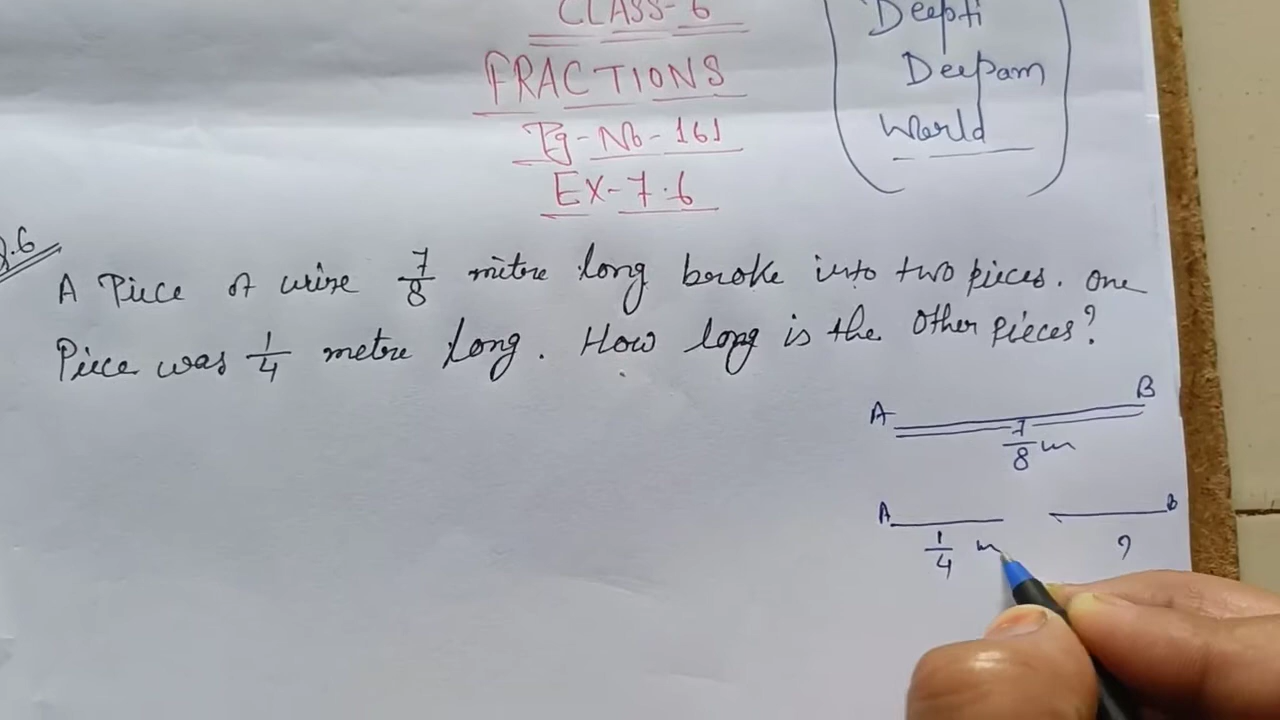 CLASS-6
FRACTIONS
Pg-No-161
EX-7.6
Deepti
Deepam
World
Q.6
A Piece of wire 7/8 metre long broke into two pieces. One
Piece was 1/4 metre long. How long is the other pieces?
A B
7/8 m
A B
1/4 m ?